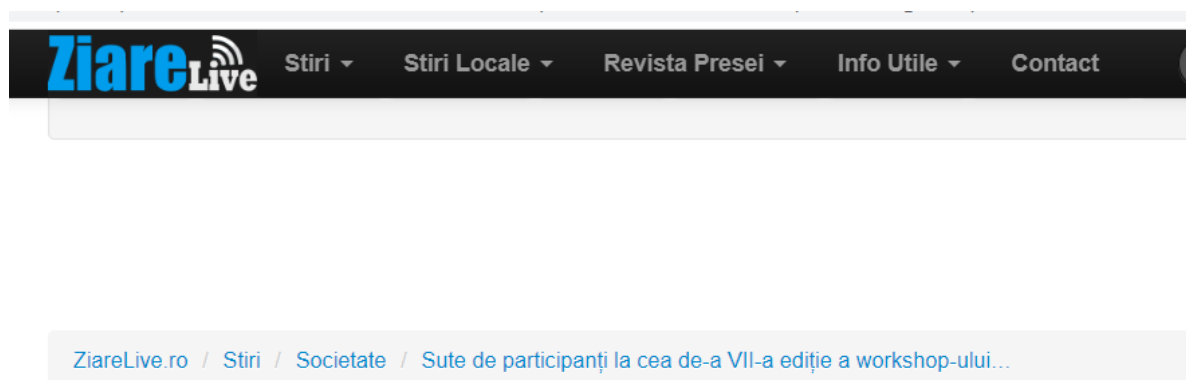 ZiareLive Stiri Stiri Locale Revista Presei Info Utile Contact
ZiareLive.ro / Stiri / Societate / Sute de participanți la cea de-a VII-a ediție a workshop-ului...